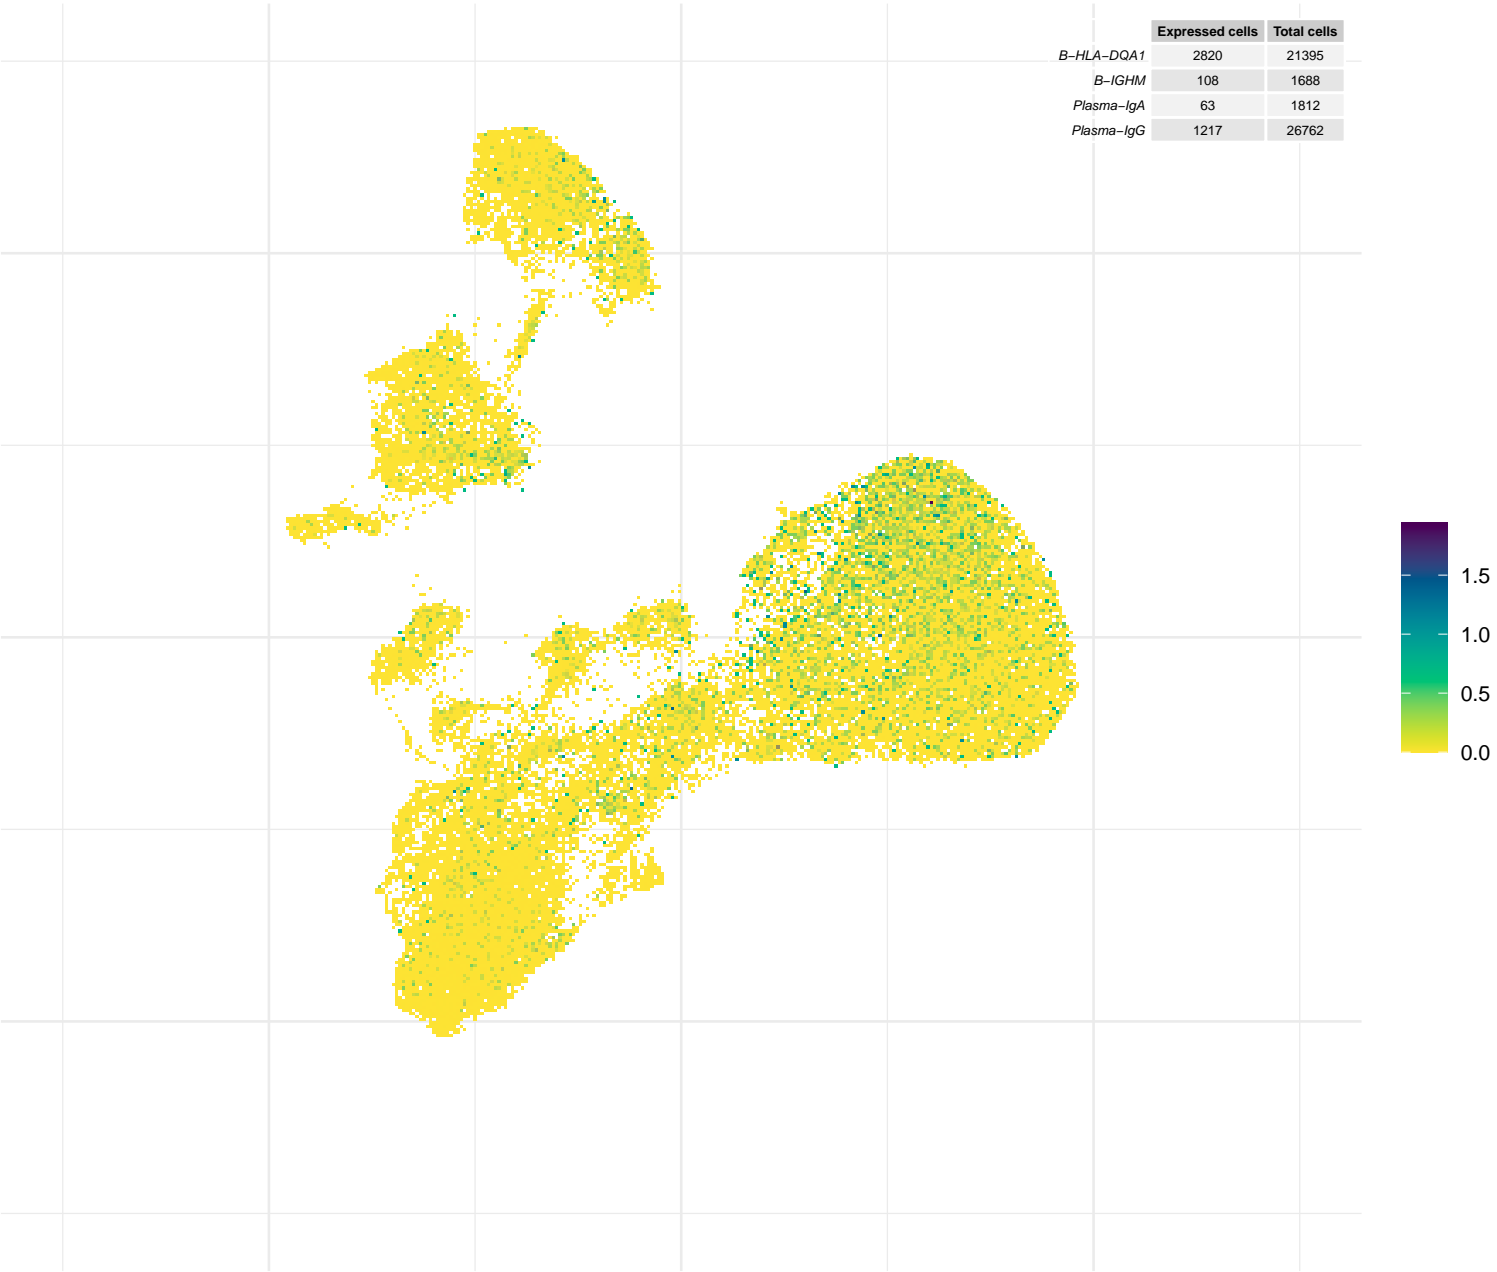 Expressed cells Total cells
B-HLA-DQA1 2820 21395
B-IGHM 108 1688
Plasma-IgA 63 1812
Plasma-IgG 1217 26762
1.5
1.0
0.5
0.0